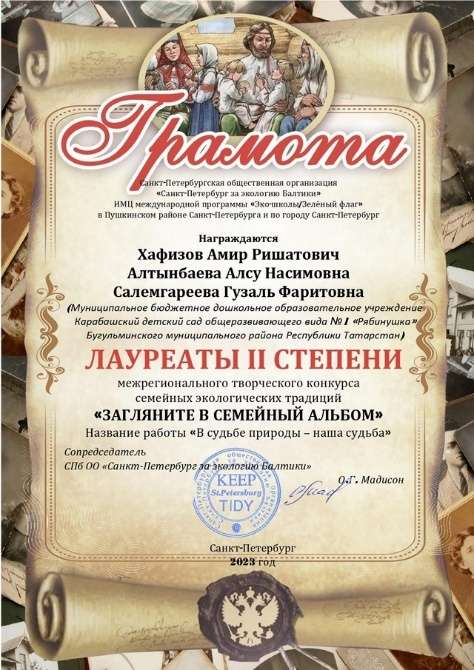 Грамота
Санкт-Петербургская общественная организация
«Санкт-Петербург за экологию Балтики»
ИМЦ международной программы «Эко-школы/Зелёный флаг»
в Пушкинском районе Санкт-Петербурга и по городу Санкт-Петербург
Награждаются
Хафизов Амир Ришатович
Алтынбаева Алсу Насимовна
Салемгареева Гузаль Фаритовна
(Муниципальное бюджетное дошкольное образовательное учреждение
Карабашский детский сад общеразвивающего вида №1 «Рябинушка»
Бугульминского муниципального района Республики Татарстан)
ЛАУРЕАТЫ II СТЕПЕНИ
межрегионального творческого конкурса
семейных экологических традиций
«ЗАГЛЯНИТЕ В СЕМЕЙНЫЙ АЛЬБОМ»
Название работы «В судьбе природы – наша судьба»
Сопредседатель
СПб ОО «Санкт-Петербург за экологию Балтики»
О.Г. Мадисон
KEEP
St.Petersburg
TIDY
Санкт-Петербург
2023 год